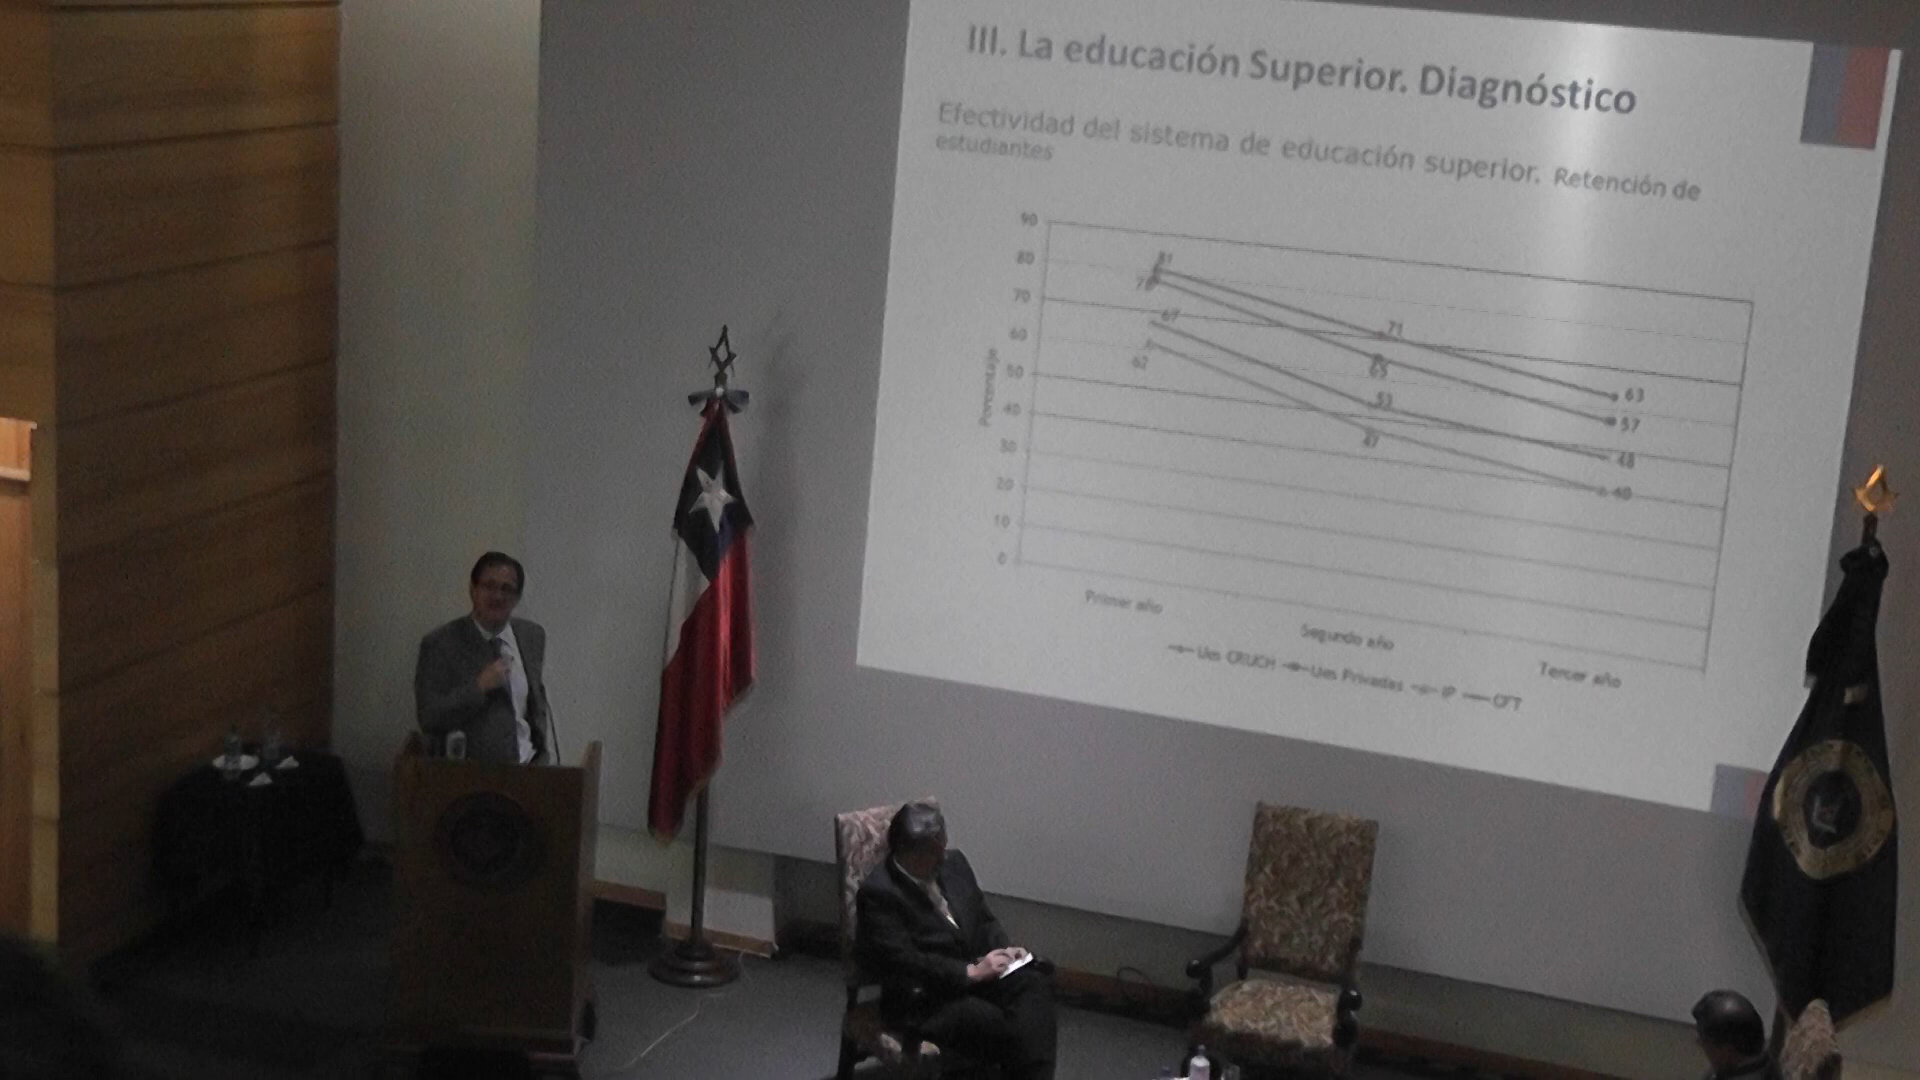 III. La educación Superior. Diagnóstico
Efectividad del sistema de educación superior. Retención de
estudiantes
Porcentaje
90
80
70
60
50
40
30
20
10
0
81
71
63
65
57
67
53
48
62
47
40
Primer año
Segundo año
Tercer año
Ues CRUCH
Ues Privadas
IP
CFT